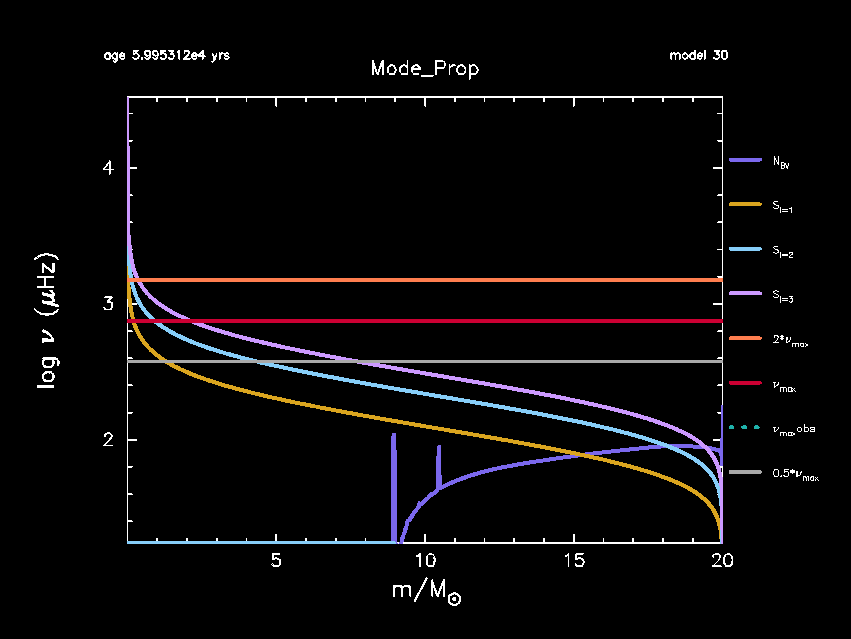 age 5.995312e4 yrs
model 30
Mode_Prop
4
3
2
log ν (μHz)
5
10
15
20
m/M☉
N_BV
S_l=1
S_l=2
S_l=3
2*ν_max
ν_max
ν_max obs
0.5*ν_max